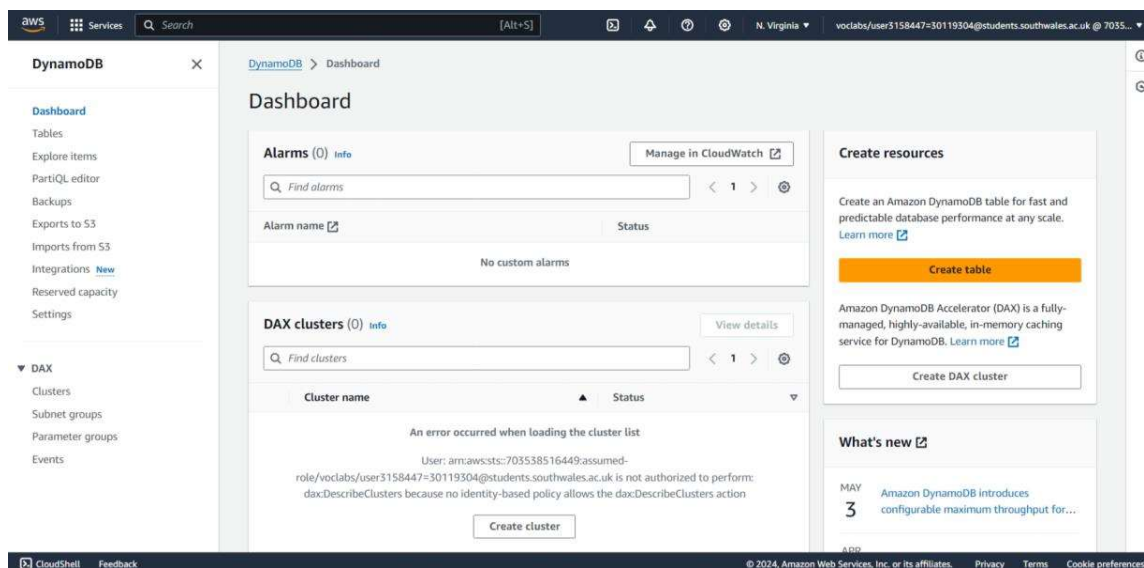 aws Services Search [Alt+S] N. Virginia voclabs/user3158447=30119304@students.southwales.ac.uk @ 7035...
DynamoDB
Dashboard
Tables
Explore items
PartiQL editor
Backups
Exports to S3
Imports from S3
Integrations New
Reserved capacity
Settings
DAX
Clusters
Subnet groups
Parameter groups
Events
DynamoDB > Dashboard
Dashboard
Alarms (0) Info
Manage in CloudWatch
Find alarms
1
Alarm name Status
No custom alarms
DAX clusters (0) Info
View details
Find clusters
1
Cluster name Status
An error occurred when loading the cluster list
User: arn:aws:sts::703538516449:assumed-
role/voclabs/user3158447=30119304@students.southwales.ac.uk is not authorized to perform:
dax:DescribeClusters because no identity-based policy allows the dax:DescribeClusters action
Create cluster
Create resources
Create an Amazon DynamoDB table for fast and
predictable database performance at any scale.
Learn more
Create table
Amazon DynamoDB Accelerator (DAX) is a fully-
managed, highly-available, in-memory caching
service for DynamoDB. Learn more
Create DAX cluster
What's new
MAY
3
Amazon DynamoDB introduces
configurable maximum throughput for...
APR
CloudShell Feedback © 2024, Amazon Web Services, Inc. or its affiliates. Privacy Terms Cookie preferences